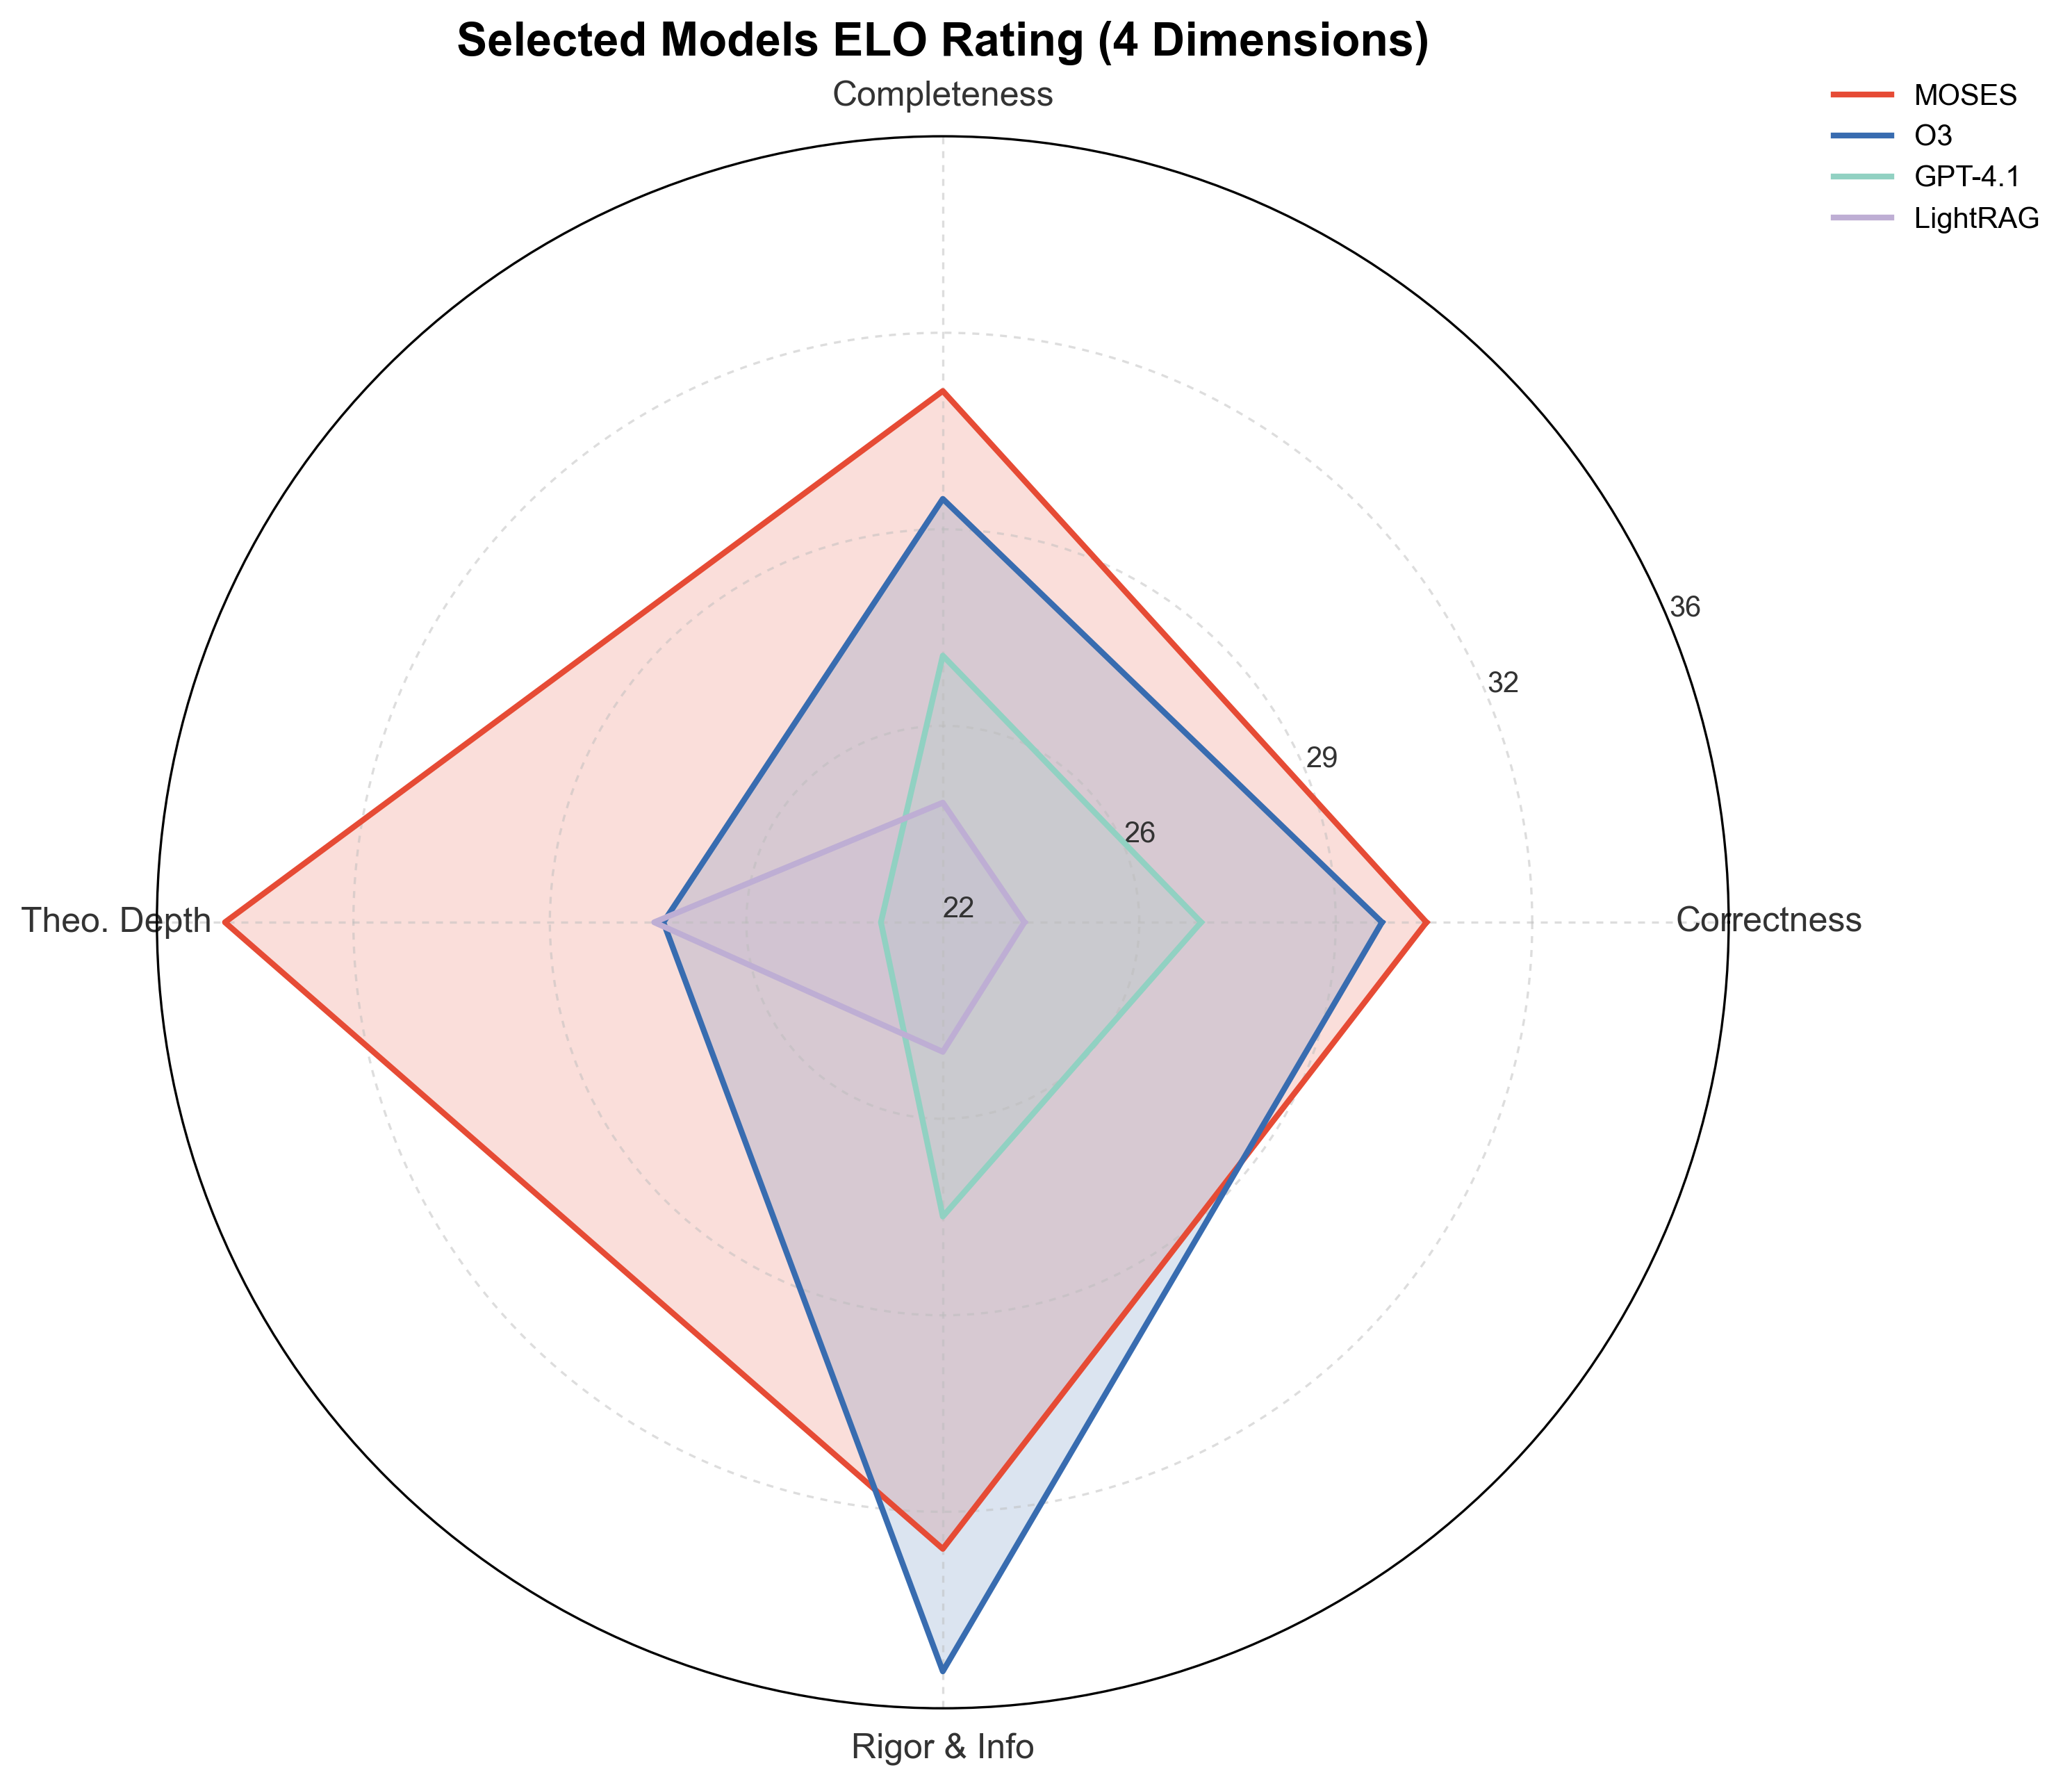 Selected Models ELO Rating (4 Dimensions)
Completeness
MOSES
O3
GPT-4.1
LightRAG
36
32
29
26
22
Theo. Depth
Correctness
Rigor & Info